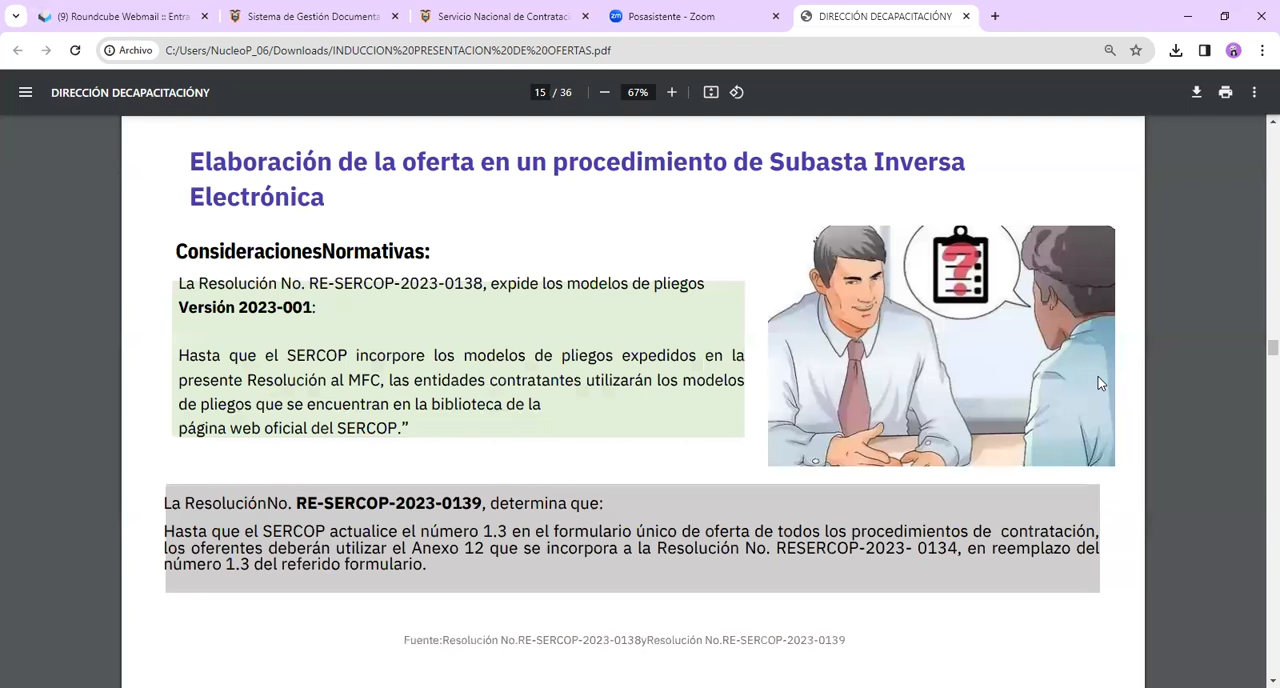 (9) Roundcube Webmail :: Entra
Sistema de Gestión Documenta
Servicio Nacional de Contrataci
zm Posasistente - Zoom
DIRECCIÓN DECAPACITACIÓNY
Archivo C:/Users/NucleoP_06/Downloads/INDUCCION%20PRESENTACION%20DE%20OFERTAS.pdf
DIRECCIÓN DECAPACITACIÓNY 15 / 36 67%
Elaboración de la oferta en un procedimiento de Subasta Inversa
Electrónica
ConsideracionesNormativas:
La Resolución No. RE-SERCOP-2023-0138, expide los modelos de pliegos
Versión 2023-001:
Hasta que el SERCOP incorpore los modelos de pliegos expedidos en la
presente Resolución al MFC, las entidades contratantes utilizarán los modelos
de pliegos que se encuentran en la biblioteca de la
página web oficial del SERCOP.”
?
La ResoluciónNo. RE-SERCOP-2023-0139, determina que:
Hasta que el SERCOP actualice el número 1.3 en el formulario único de oferta de todos los procedimientos de contratación,
los oferentes deberán utilizar el Anexo 12 que se incorpora a la Resolución No. RESERCOP-2023- 0134, en reemplazo del
número 1.3 del referido formulario.
Fuente:Resolución No.RE-SERCOP-2023-0138yResolución No.RE-SERCOP-2023-0139